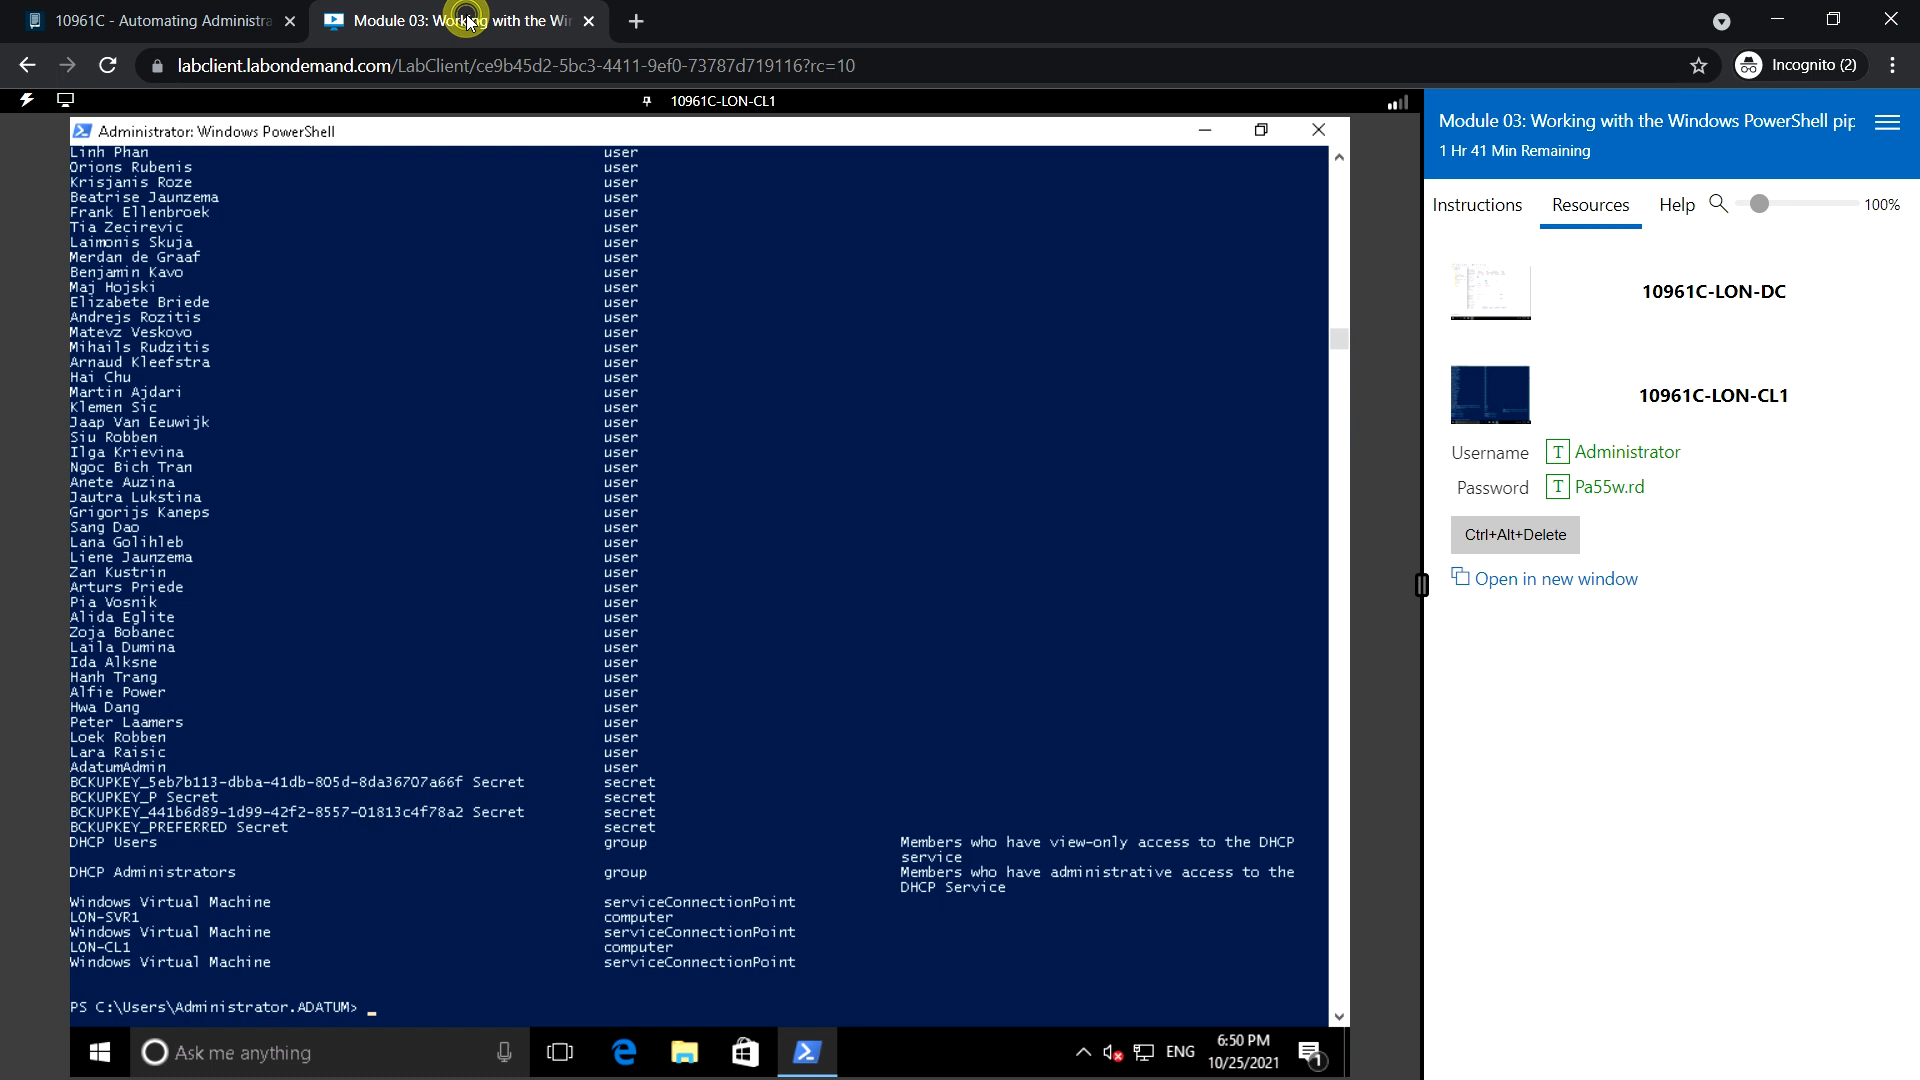 10961C - Automating Administra
Module 03: Working with the Wir
labclient.labondemand.com/LabClient/ce9b45d2-5bc3-4411-9ef0-73787d719116?rc=10
Incognito (2)
10961C-LON-CL1
Administrator: Windows PowerShell
Linh Phan user
Orions Rubenis user
Krisjanis Roze user
Beatrise Jaunzema user
Frank Ellenbroek user
Tia Zecirevic user
Laimonis Skuja user
Merdan de Graaf user
Benjamin Kavo user
Maj Hojski user
Elizabete Briede user
Andrejs Rozitis user
Matevz Veskovo user
Mihails Rudzitis user
Arnaud Kleefstra user
Hai Chu user
Martin Ajdari user
Klemen Sic user
Jaap Van Eeuwijk user
Siu Robben user
Ilga Krievina user
Ngoc Bich Tran user
Anete Auzina user
Jautra Lukstina user
Grigorijs Kaneps user
Sang Dao user
Lana Golihleb user
Liene Jaunzema user
Zan Kustrin user
Arturs Priede user
Pia Vosnik user
Alida Eglite user
Zoja Bobanec user
Laila Dumina user
Ida Alksne user
Hanh Trang user
Alfie Power user
Hwa Dang user
Peter Laamers user
Loek Robben user
Lara Raisic user
AdatumAdmin user
BCKUPKEY_5eb7b113-dbba-41db-805d-8da36707a66f Secret secret
BCKUPKEY_P Secret secret
BCKUPKEY_441b6d89-1d99-42f2-8557-01813c4f78a2 Secret secret
BCKUPKEY_PREFERRED Secret secret
DHCP Users group Members who have view-only access to the DHCP
service
DHCP Administrators group Members who have administrative access to the
DHCP Service
Windows Virtual Machine serviceConnectionPoint
LON-SVR1 computer
Windows Virtual Machine serviceConnectionPoint
LON-CL1 computer
Windows Virtual Machine serviceConnectionPoint
PS C:\Users\Administrator.ADATUM> _
Ask me anything
ENG
6:50 PM
10/25/2021
1
Module 03: Working with the Windows PowerShell pip
1 Hr 41 Min Remaining
Instructions
Resources
Help
100%
10961C-LON-DC
10961C-LON-CL1
Username T Administrator
Password T Pa55w.rd
Ctrl+Alt+Delete
Open in new window